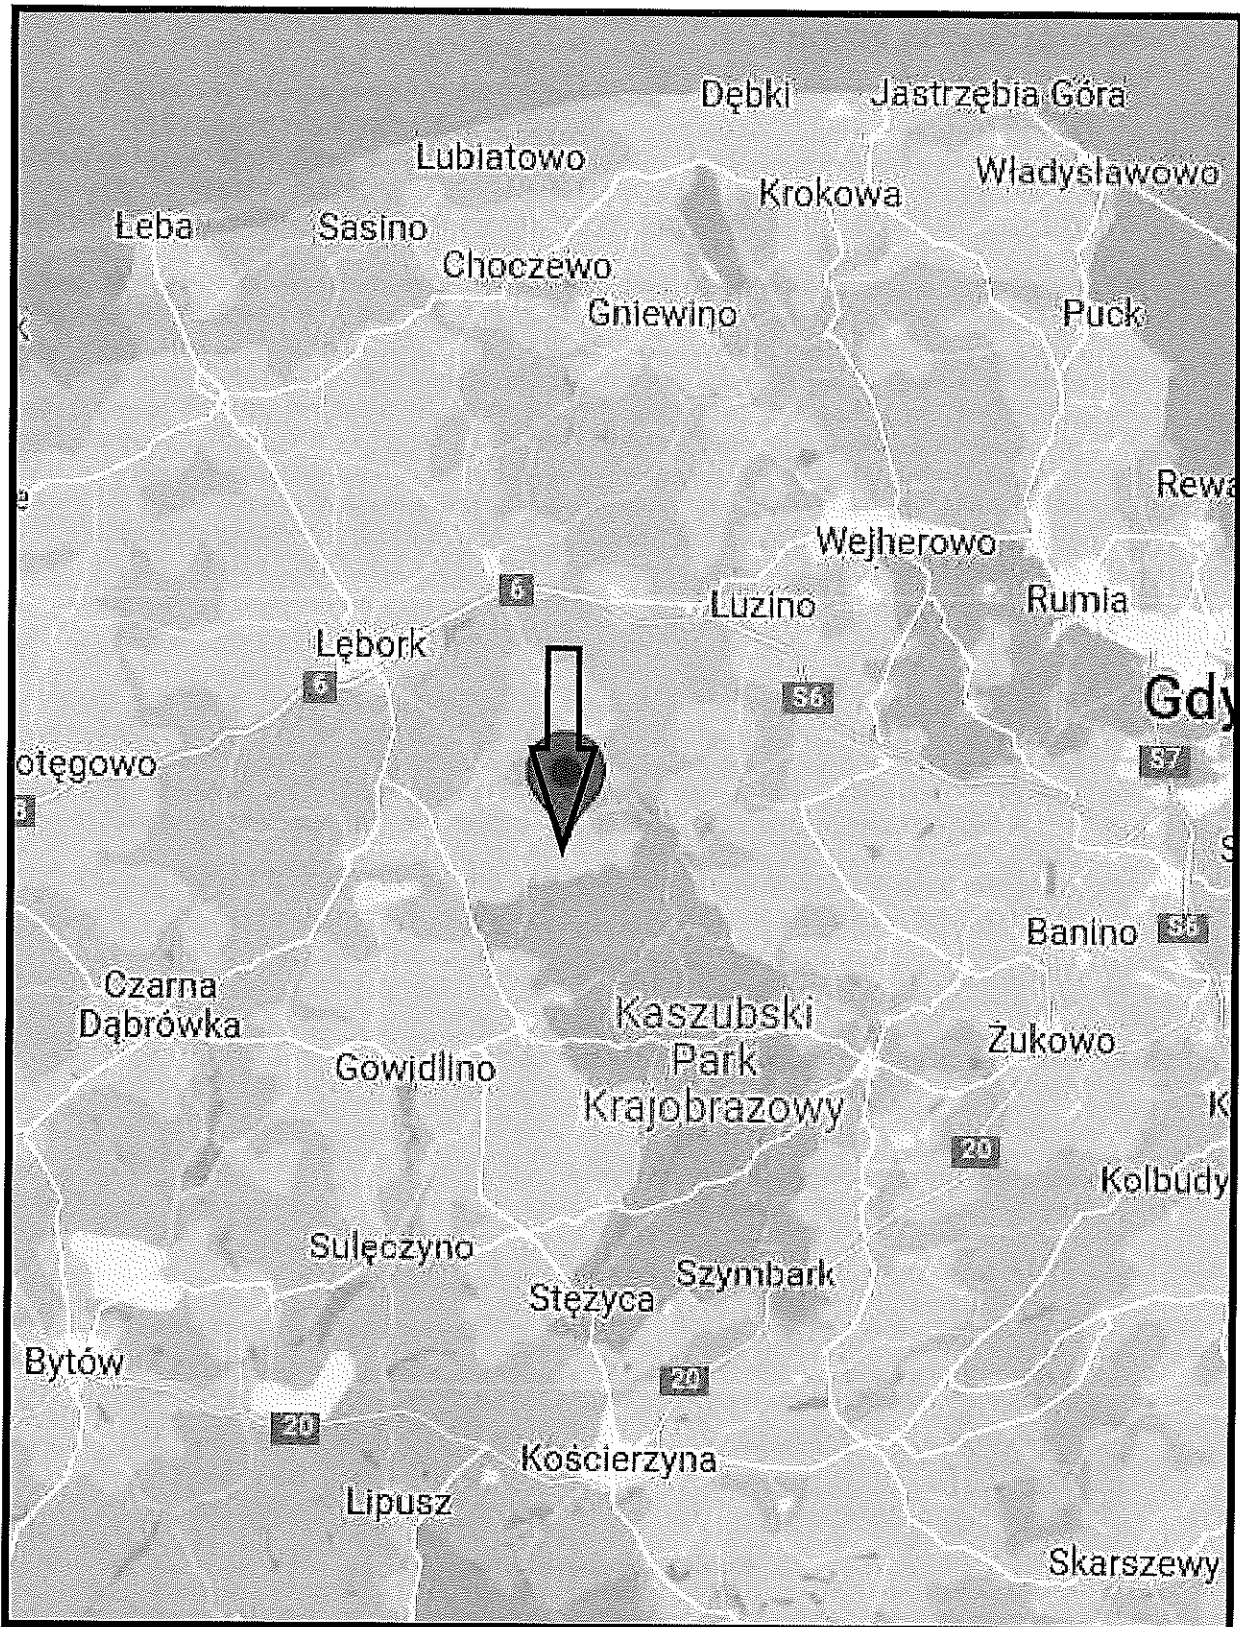 Dębki
Jastrzębia Góra
Lubiatowo
Władysławowo
Krokowa
Łeba
Sasino
Choczewo
Gniewino
Puck
Rewa
Wejherowo
6
Luzino
Rumia
Lębork
6
S6
Gdy
otęgowo
S7
6
S
Banino
S6
Czarna
Dąbrówka
Kaszubski
Park
Krajobrazowy
Żukowo
Gowidlino
K
20
Kolbudy
Sulęczyno
Szymbark
Stężyca
Bytów
20
20
Kościerzyna
Lipusz
Skarszewy